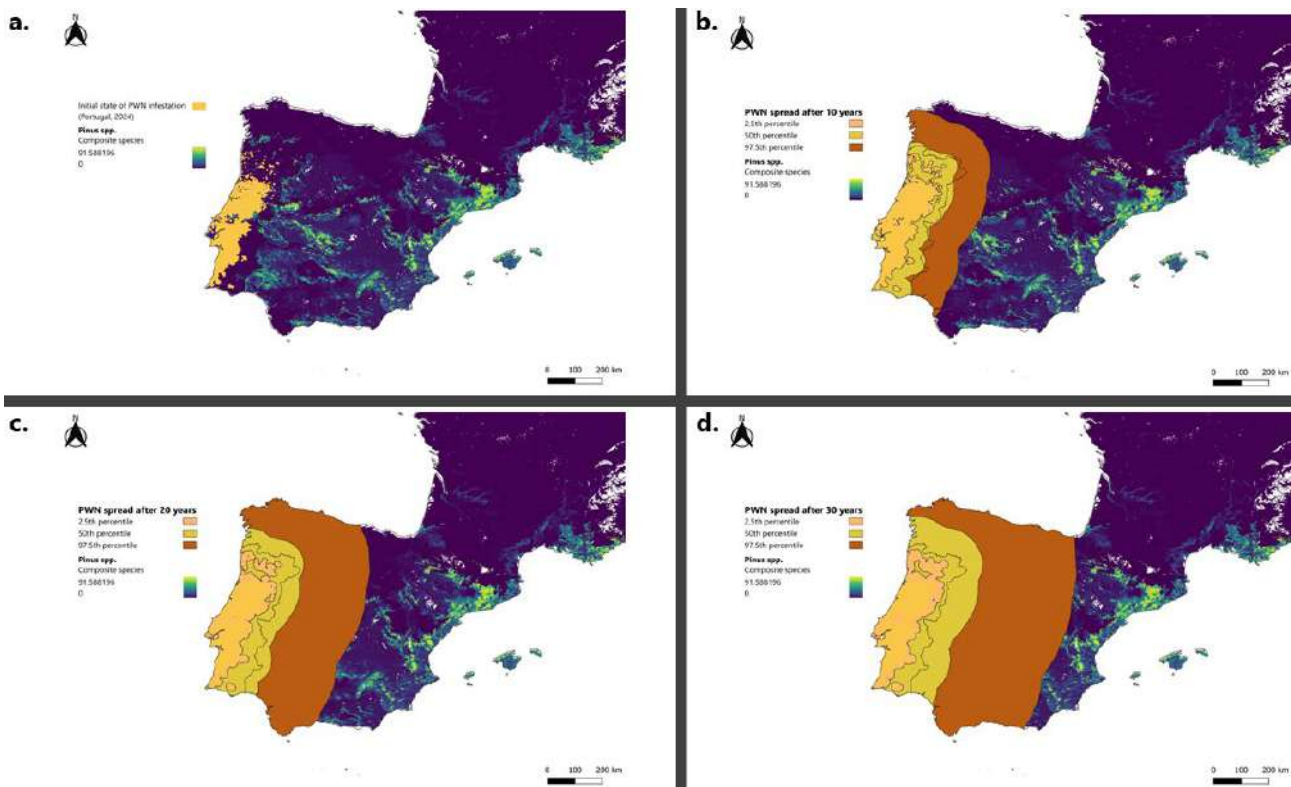 a.
N
Initial state of PWN infestation
(Portugal, 2024)
Pinus spp.
Composite species
91.588196
0
0 100 200 km
b.
N
PWN spread after 10 years
2.5th percentile
50th percentile
97.5th percentile
Pinus spp.
Composite species
91.588196
0
0 100 200 km
c.
N
PWN spread after 20 years
2.5th percentile
50th percentile
97.5th percentile
Pinus spp.
Composite species
91.588196
0
0 100 200 km
d.
N
PWN spread after 30 years
2.5th percentile
50th percentile
97.5th percentile
Pinus spp.
Composite species
91.588196
0
0 100 200 km